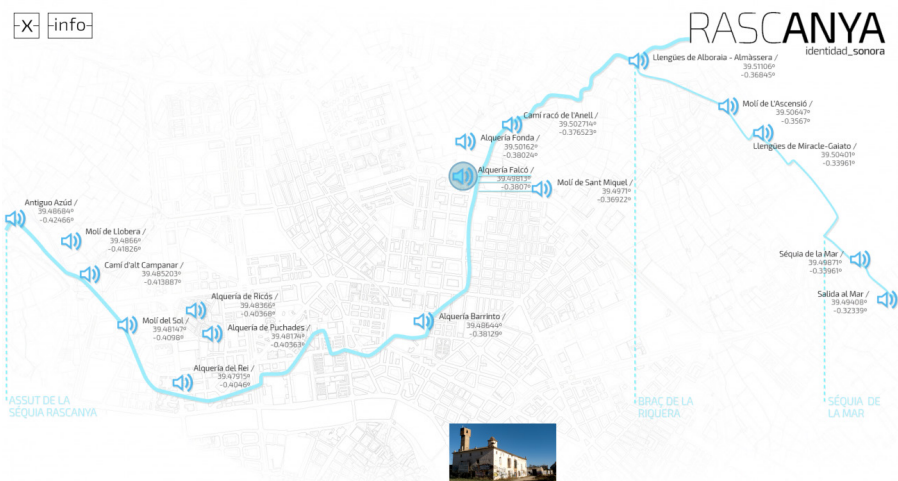 X
-info-
RASCANYA
identidad_sonora
Llengües de Alboraia - Almàssera /
39.51106º
-0.36845º
Molí de L'Ascensió /
39.50647º
-0.3567º
Camí racó de l'Anell /
39.502714º
-0.376523º
Alquería Fonda /
39.50162º
-0.38024º
Llengües de Miracle-Gaiato /
39.50401º
-0.33961º
Alquería Falcó /
39.49813º
-0.3807º
Molí de Sant Miquel /
39.4971º
-0.36922º
Antiguo Azúd /
39.48684º
-0.42466º
Molí de Llobera /
39.4866º
-0.41826º
Séquia de la Mar /
39.49871º
-0.33961º
Camí d'alt Campanar /
39.485203º
-0.413887º
Salida al Mar /
39.49408º
-0.32339º
Alquería de Ricós /
39.48366º
-0.40368º
Molí del Sol /
39.48147º
-0.4098º
Alquería de Puchades /
39.48174º
-0.40363º
Alquería Barrinto /
39.48644º
-0.38129º
Alquería del Rei /
39.47915º
-0.4046º
ASSUT DE LA
SÉQUIA RASCANYA
BRAÇ DE LA
RIQUERA
SÉQUIA DE
LA MAR